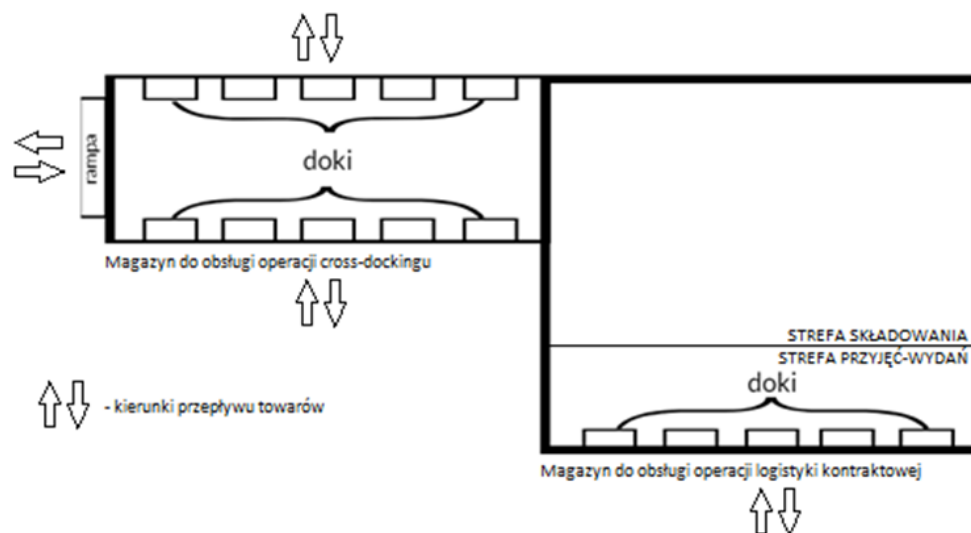 rampa
doki
Magazyn do obsługi operacji cross-dockingu
STREFA SKŁADOWANIA
STREFA PRZYJĘĆ-WYDAŃ
doki
- kierunki przepływu towarów
Magazyn do obsługi operacji logistyki kontraktowej